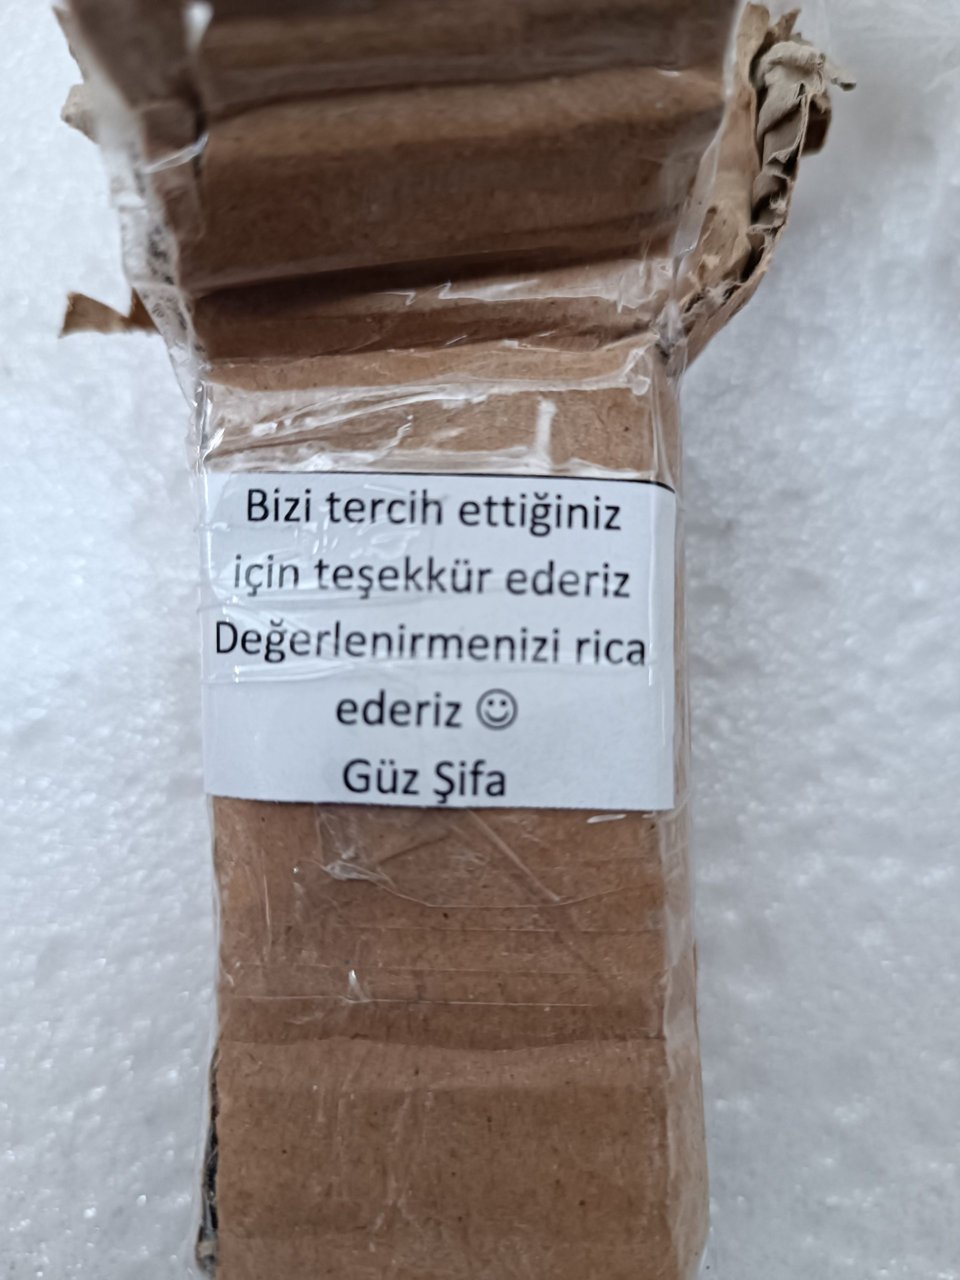 Bizi tercih ettiğiniz
için teşekkür ederiz
Değerlenirmenizi rica
ederiz ☺
Güz Şifa